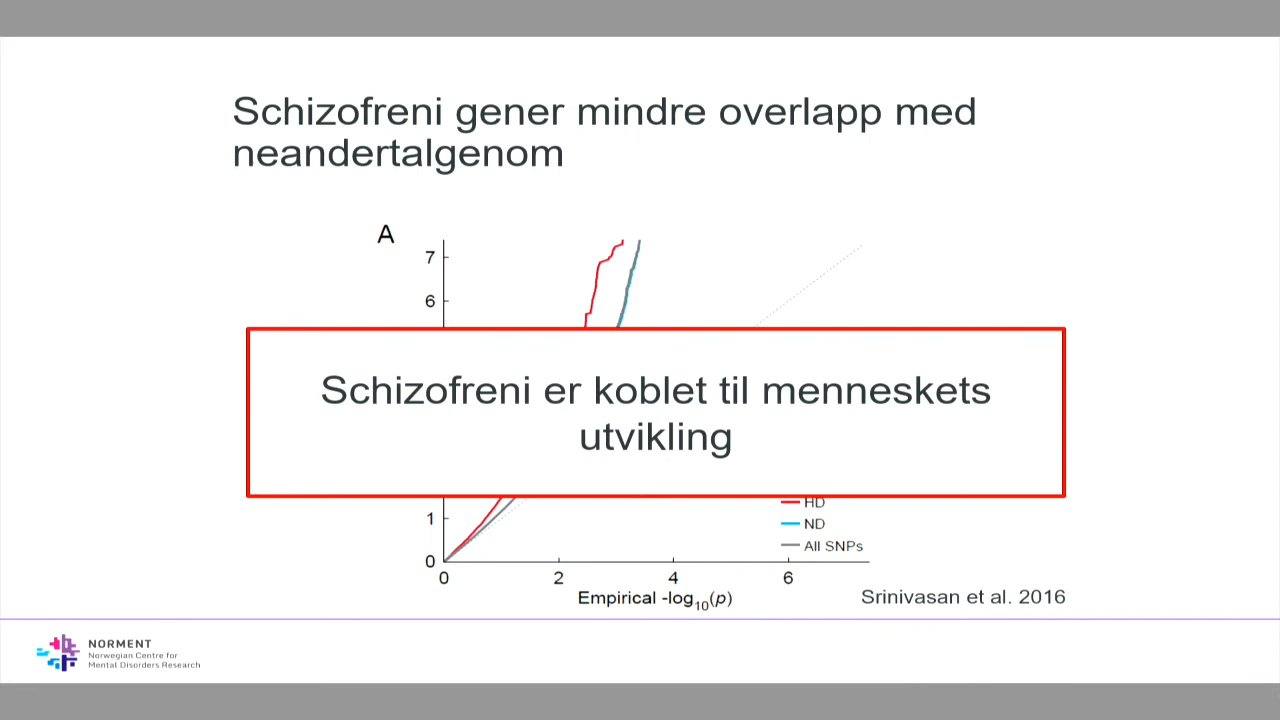 Schizofreni gener mindre overlapp med
neandertalgenom
A
7
6
Schizofreni er koblet til menneskets
utvikling
1
0
HD
ND
All SNPs
0 2 4 6
Empirical -log10(p)
Srinivasan et al. 2016
NORMENT
Norwegian Centre for
Mental Disorders Research